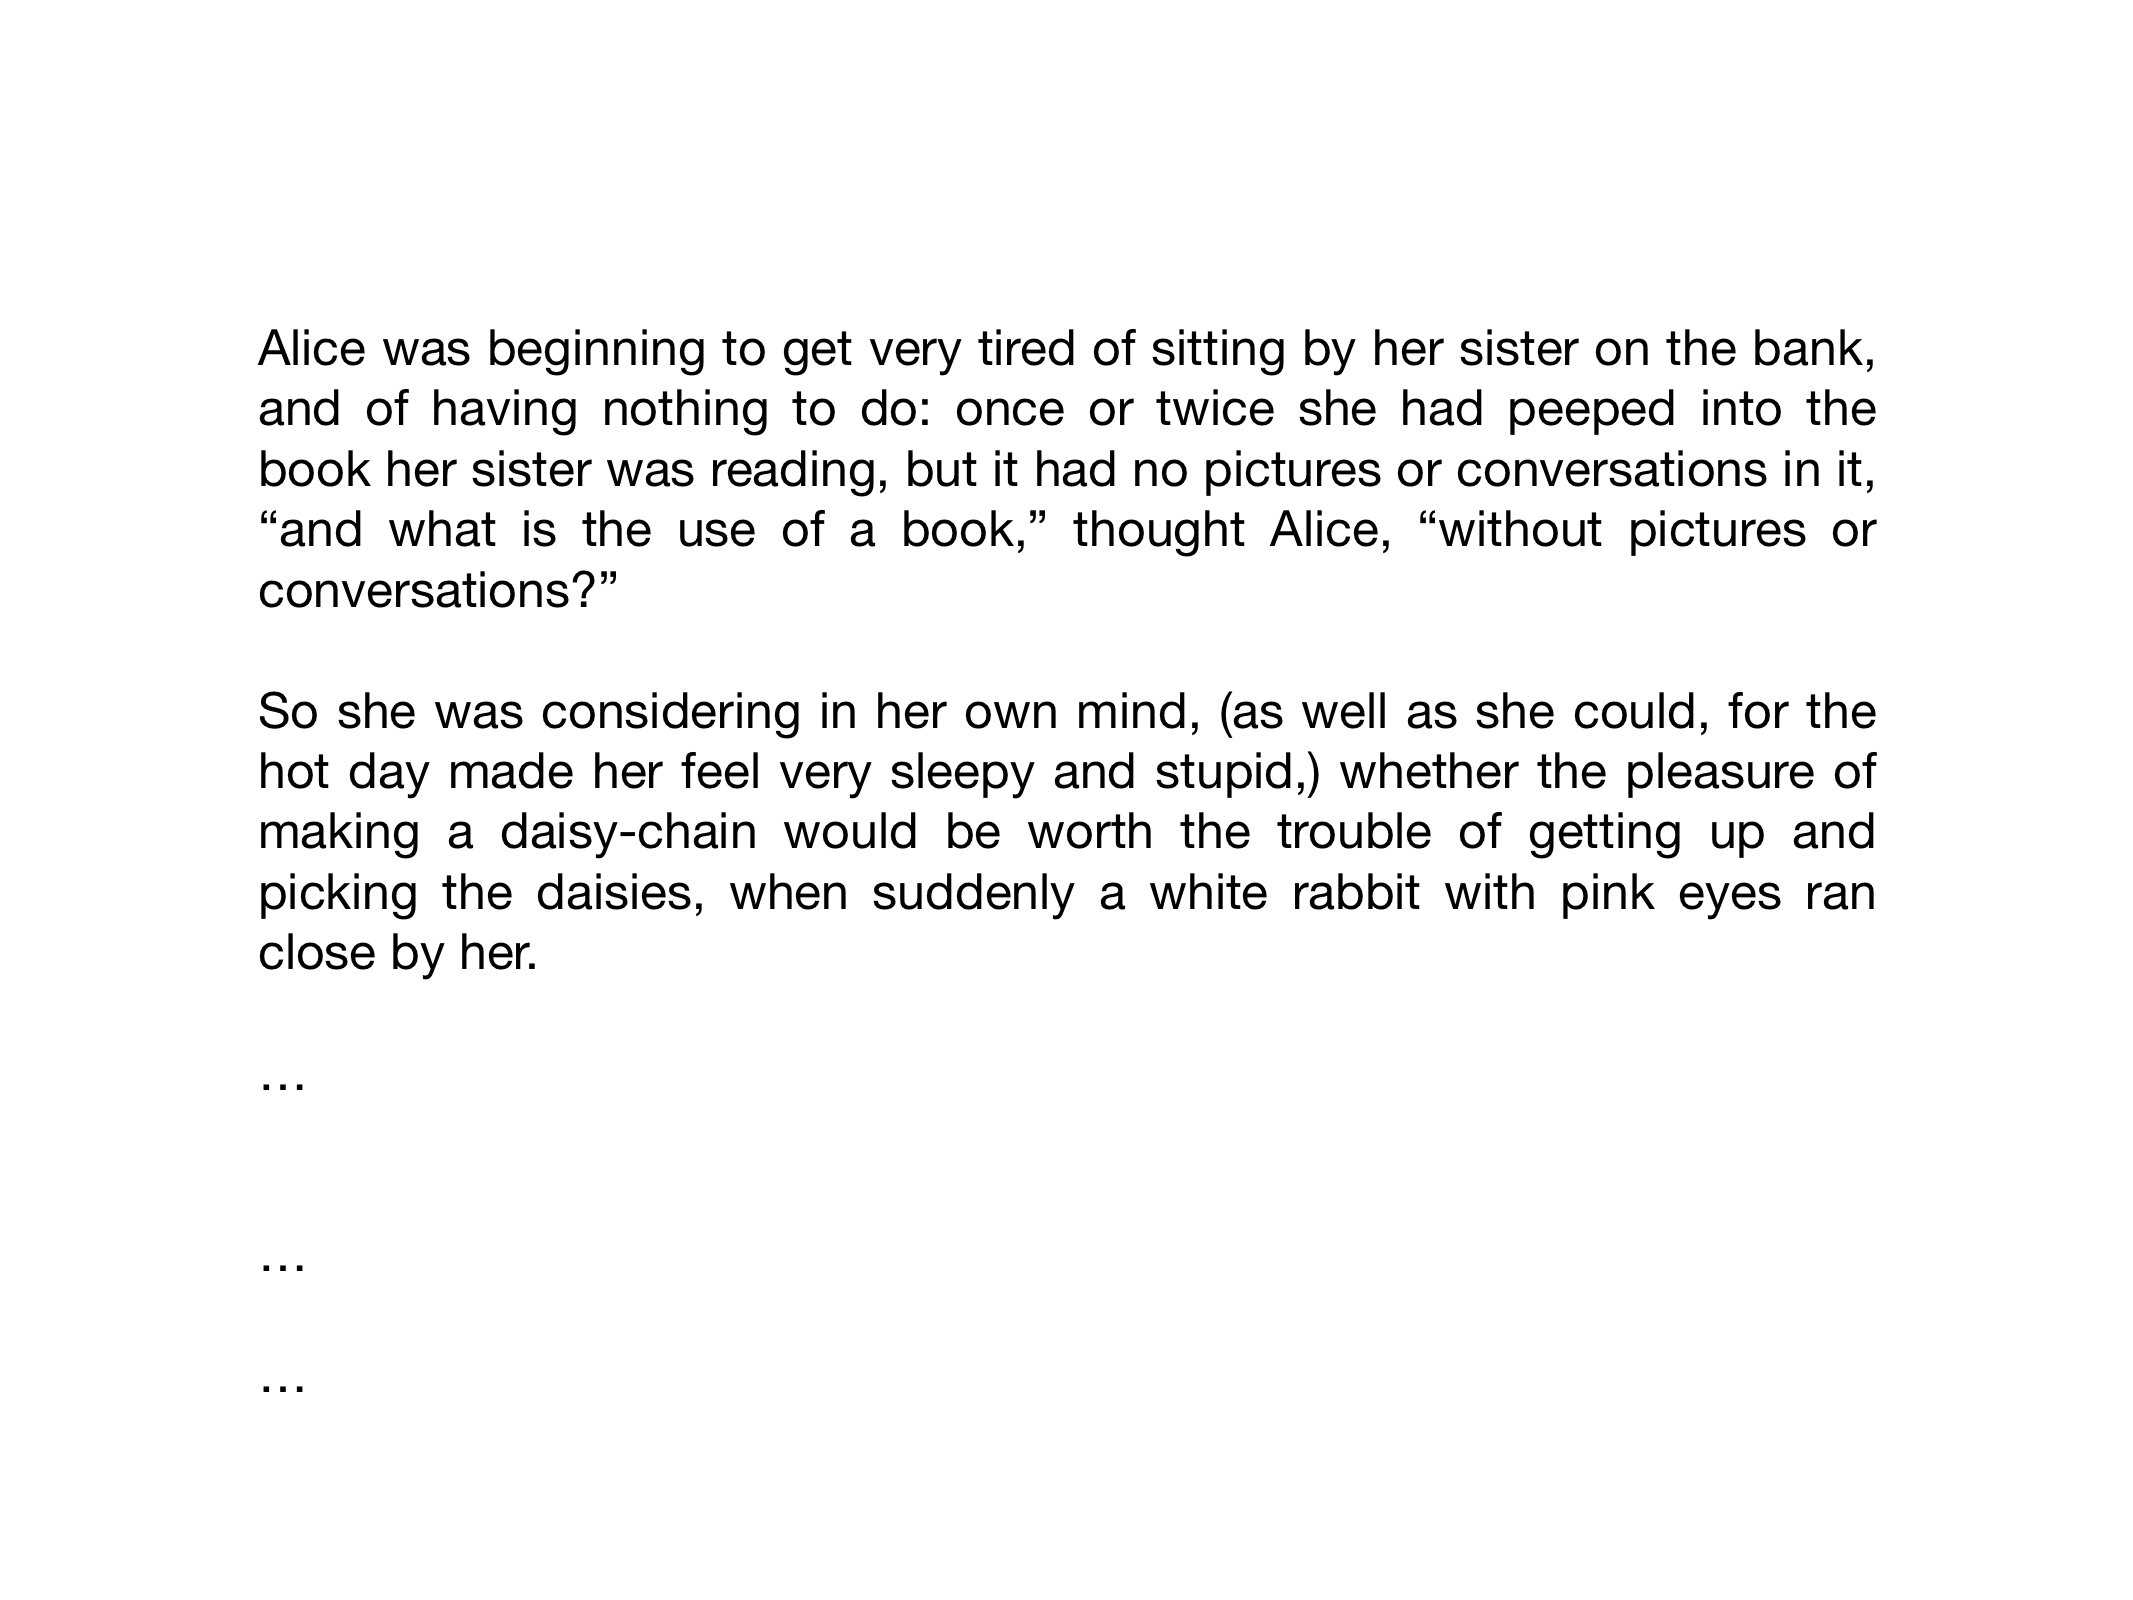 Alice was beginning to get very tired of sitting by her sister on the bank,
and of having nothing to do: once or twice she had peeped into the
book her sister was reading, but it had no pictures or conversations in it,
“and what is the use of a book,” thought Alice, “without pictures or
conversations?”
So she was considering in her own mind, (as well as she could, for the
hot day made her feel very sleepy and stupid,) whether the pleasure of
making a daisy-chain would be worth the trouble of getting up and
picking the daisies, when suddenly a white rabbit with pink eyes ran
close by her.
…
…
…